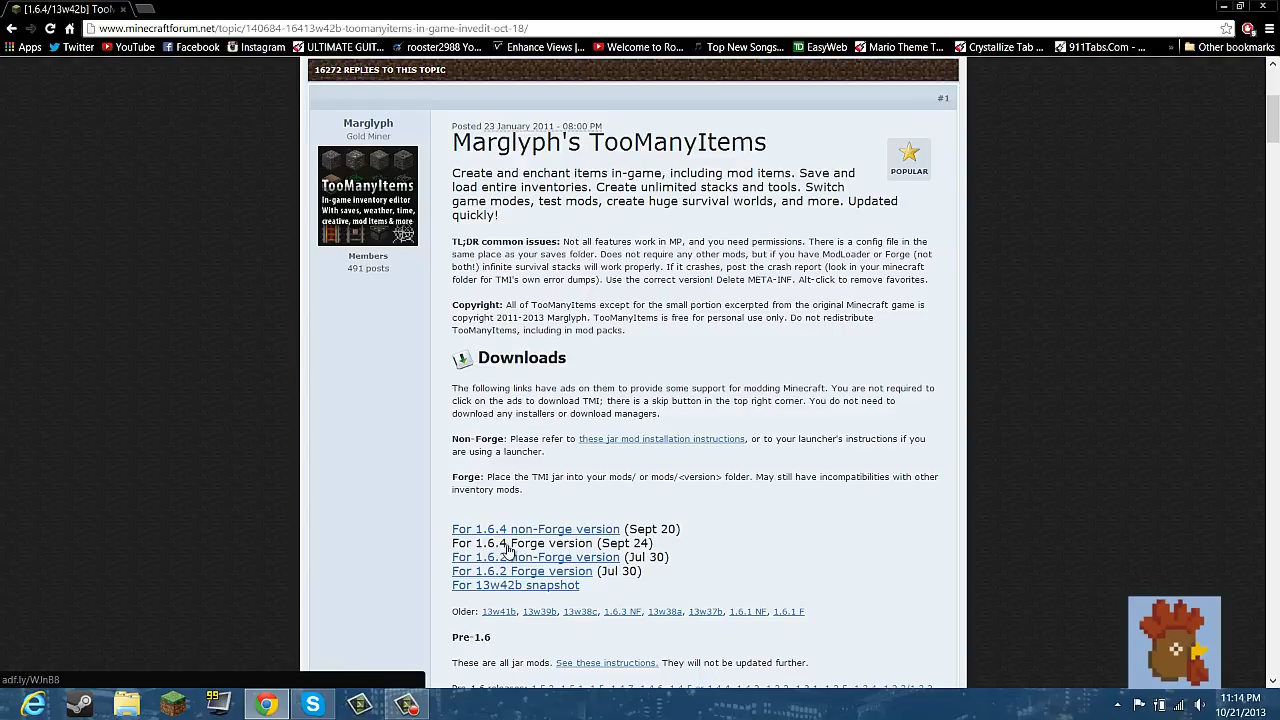 [1.6.4/13w42b] TooM
www.minecraftforum.net/topic/140684-16413w42b-toomanyitems-in-game-invedit-oct-18/
Apps Twitter YouTube Facebook Instagram ULTIMATE GUIT... rooster2988 Yo... Enhance Views |... Welcome to Ro... Top New Songs... EasyWeb Mario Theme T... Crystallize Tab ... 911Tabs.Com -... » Other bookmarks
16272 REPLIES TO THIS TOPIC
#1
Marglyph
Gold Miner
TooManyItems
In-game inventory editor
With saves, weather, time,
creative, mod items & more
Members
491 posts
Posted 23 January 2011 - 08:00 PM
Marglyph's TooManyItems
POPULAR
Create and enchant items in-game, including mod items. Save and
load entire inventories. Create unlimited stacks and tools. Switch
game modes, test mods, create huge survival worlds, and more. Updated
quickly!
TL;DR common issues: Not all features work in MP, and you need permissions. There is a config file in the
same place as your saves folder. Does not require any other mods, but if you have ModLoader or Forge (not
both!) infinite survival stacks will work properly. If it crashes, post the crash report (look in your minecraft
folder for TMI's own error dumps). Use the correct version! Delete META-INF. Alt-click to remove favorites.
Copyright: All of TooManyItems except for the small portion excerpted from the original Minecraft game is
copyright 2011-2013 Marglyph. TooManyItems is free for personal use only. Do not redistribute
TooManyItems, including in mod packs.
Downloads
The following links have ads on them to provide some support for modding Minecraft. You are not required to
click on the ads to download TMI; there is a skip button in the top right corner. You do not need to
download any installers or download managers.
Non-Forge: Please refer to these jar mod installation instructions, or to your launcher's instructions if you
are using a launcher.
Forge: Place the TMI jar into your mods/ or mods/<version> folder. May still have incompatibilities with other
inventory mods.
For 1.6.4 non-Forge version (Sept 20)
For 1.6.4 Forge version (Sept 24)
For 1.6.2 non-Forge version (Jul 30)
For 1.6.2 Forge version (Jul 30)
For 13w42b snapshot
Older: 13w41b, 13w39b, 13w38c, 1.6.3 NF, 13w38a, 13w37b, 1.6.1 NF, 1.6.1 F
Pre-1.6
These are all jar mods. See these instructions. They will not be updated further.
adf.ly/WJnB8
99
11:14 PM
10/21/2013